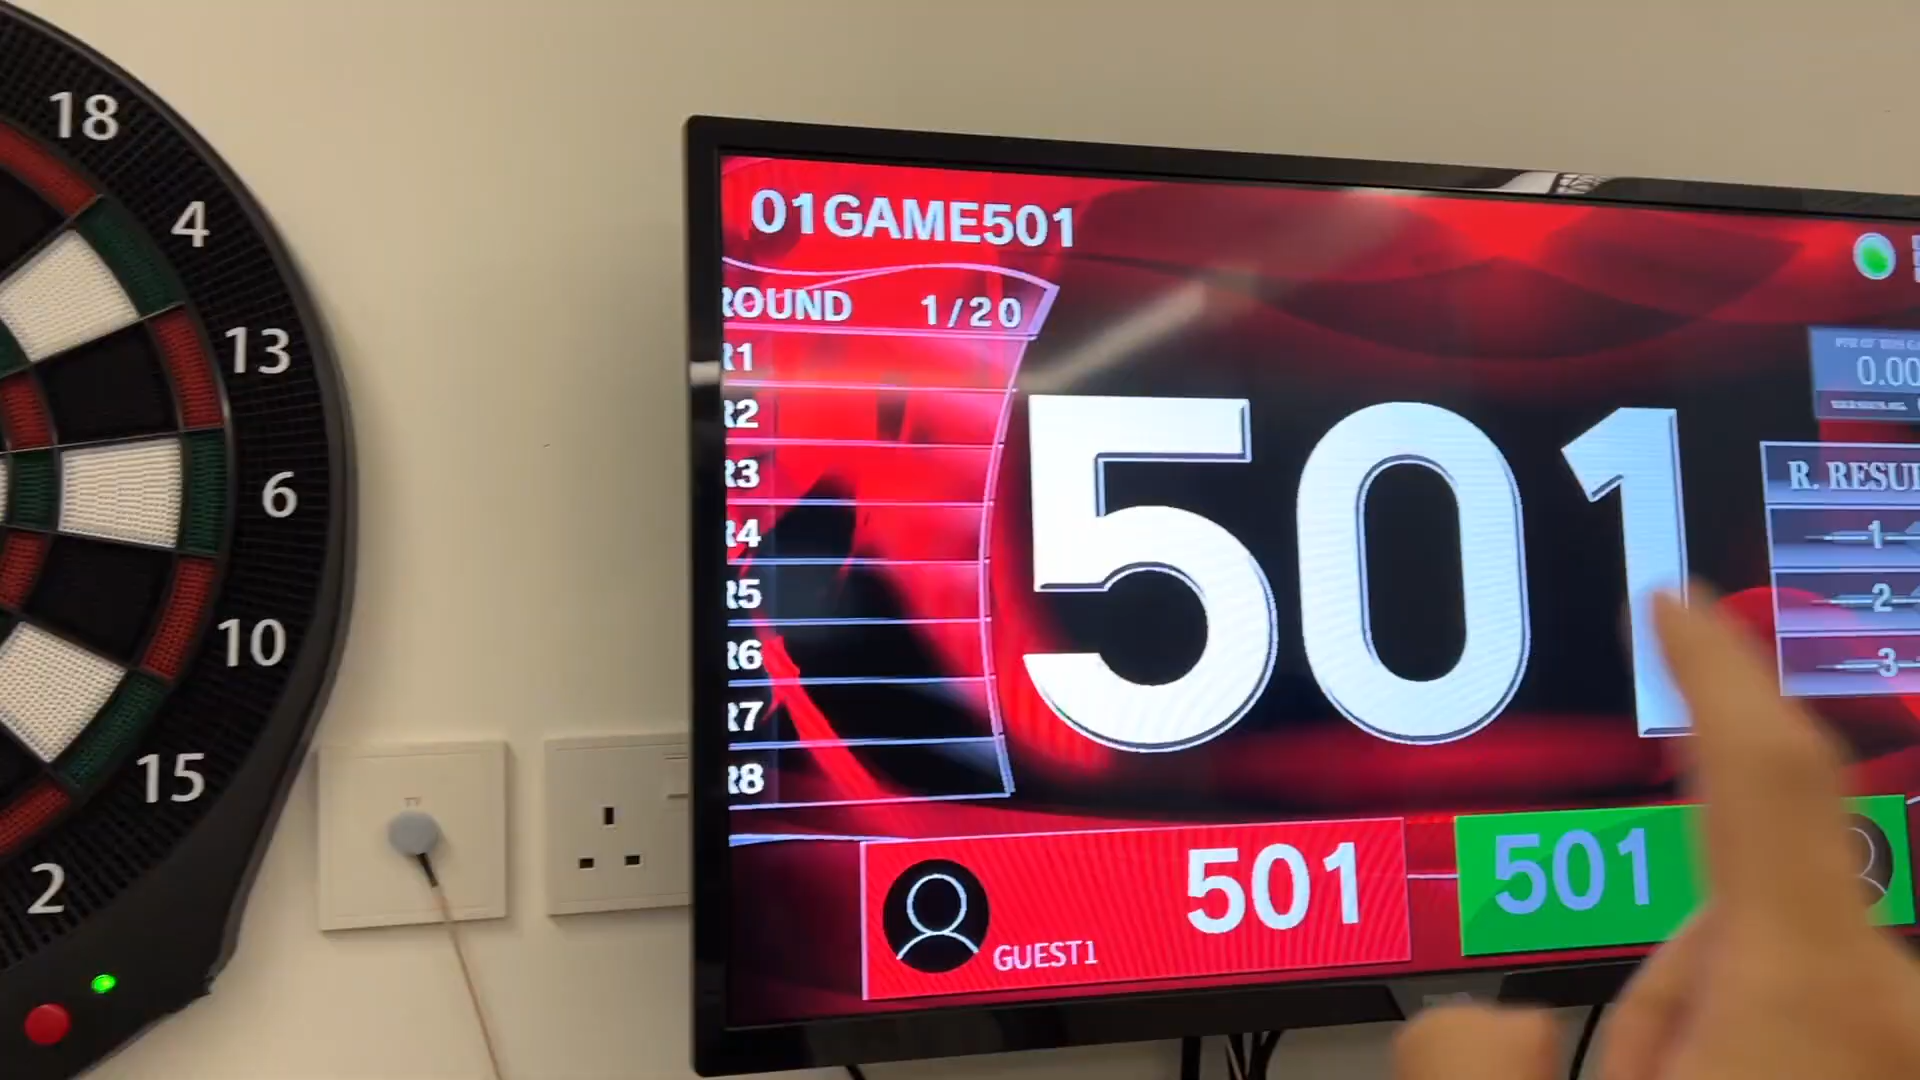 18
4
13
6
10
15
2
TV
01GAME501
ROUND 1/20
R1
R2
R3
R4
R5
R6
R7
R8
501
0.00
R. RESU
1
2
3
501
GUEST1
501